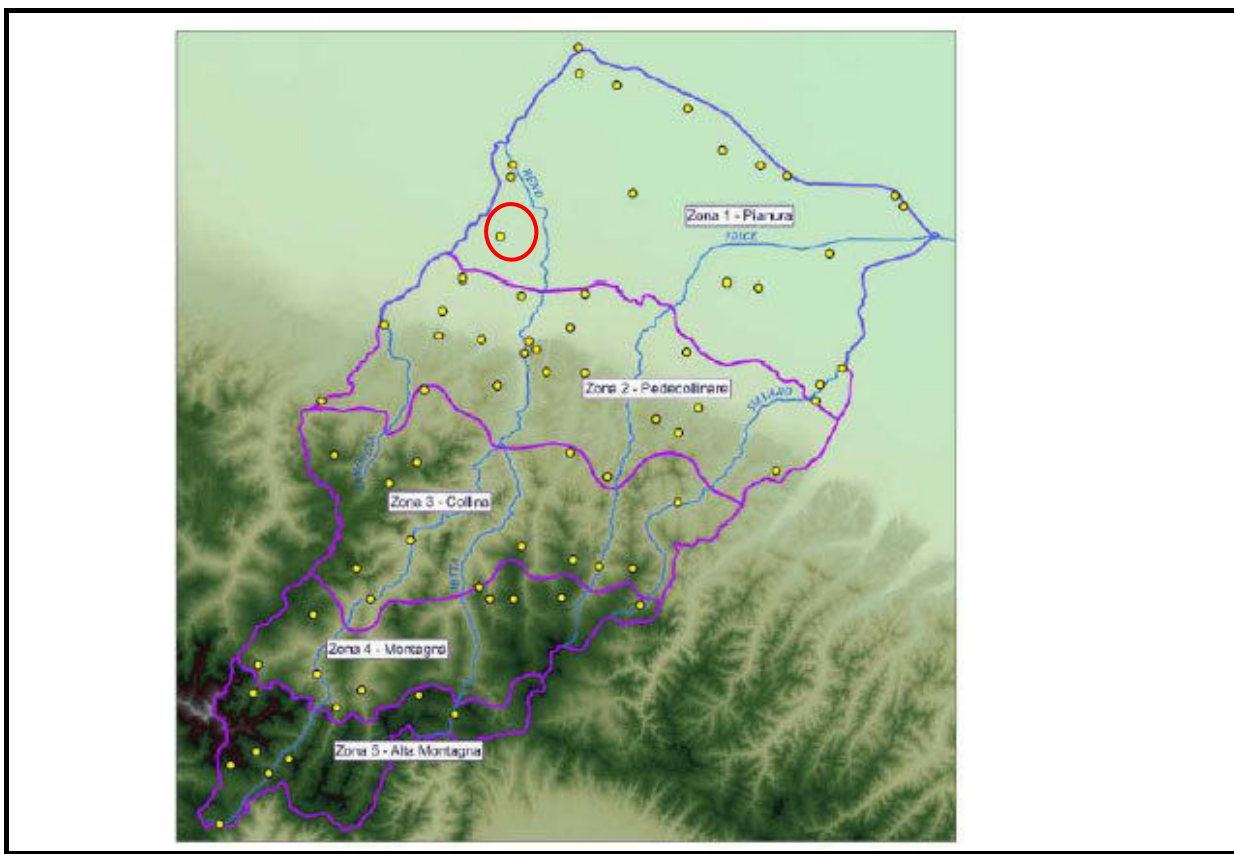 RENO
Zona 1 - Pianura
IDICE
Zona 2 - Pedecollinare
SILLARO
Zona 3 - Collina
Zona 4 - Montagna
Zona 5 - Alta Montagna